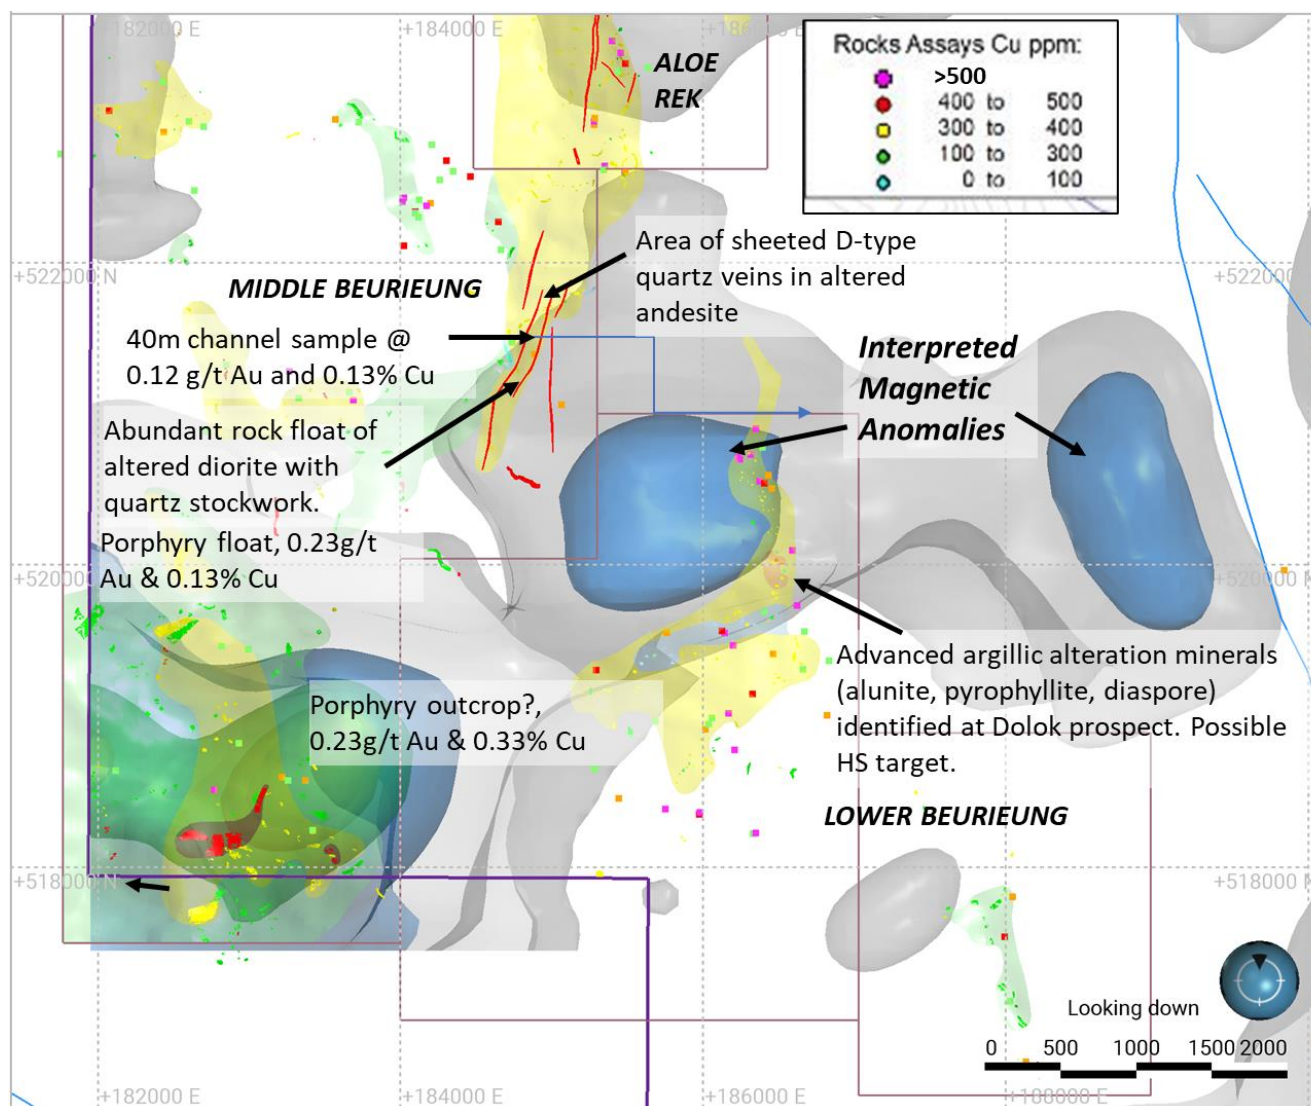 +182000 E
+184000 E
+186000 E
Rocks Assays Cu ppm:
>500
400 to 500
300 to 400
100 to 300
0 to 100
ALOE
REK
Area of sheeted D-type
quartz veins in altered
andesite
+522000 N
+522000 N
MIDDLE BEURIEUNG
40m channel sample @
0.12 g/t Au and 0.13% Cu
Interpreted
Magnetic
Anomalies
Abundant rock float of
altered diorite with
quartz stockwork.
Porphyry float, 0.23g/t
Au & 0.13% Cu
+520000
+520000 N
Advanced argillic alteration minerals
(alunite, pyrophyllite, diaspore)
identified at Dolok prospect. Possible
HS target.
Porphyry outcrop?,
0.23g/t Au & 0.33% Cu
LOWER BEURIEUNG
+518000 N
+518000 N
Looking down
0 500 1000 1500 2000
+182000 E
+184000 E
+186000 E
+188000 E